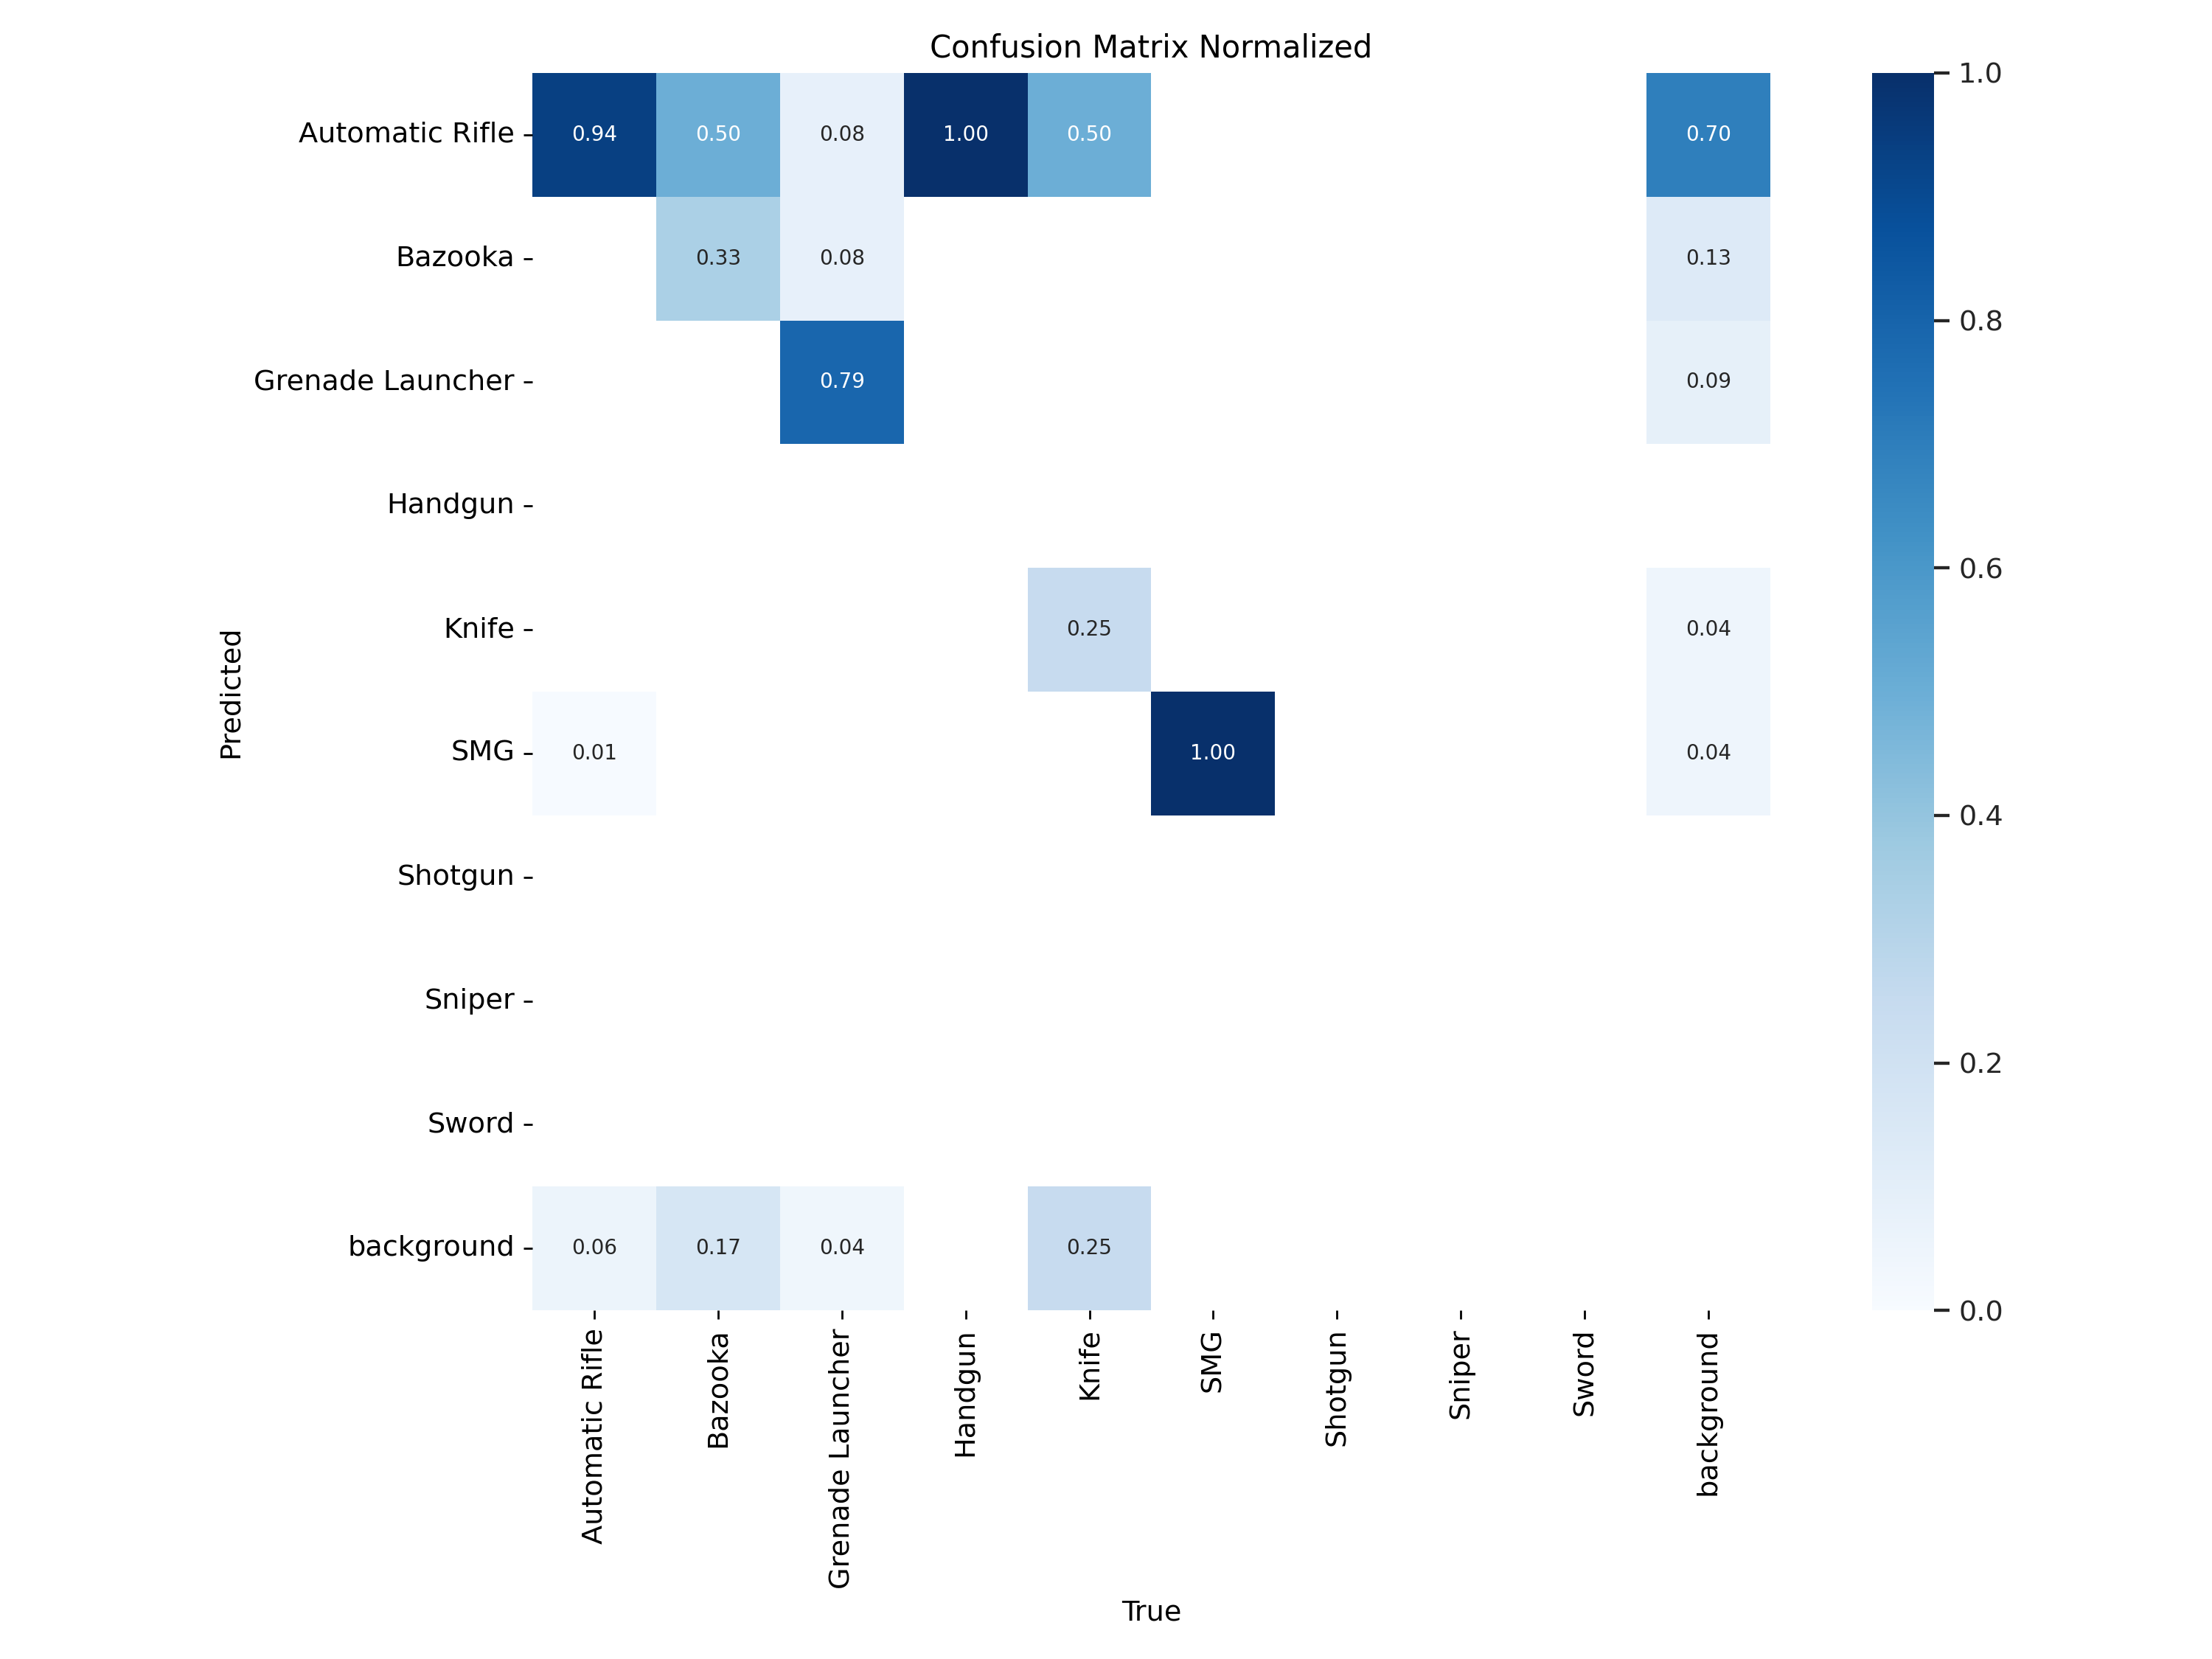 Confusion Matrix Normalized
Automatic Rifle 0.94 0.50 0.08 1.00 0.50 0.70
Bazooka 0.33 0.08 0.13
Grenade Launcher 0.79 0.09
Handgun
Knife 0.25 0.04
SMG 0.01 1.00 0.04
Shotgun
Sniper
Sword
background 0.06 0.17 0.04 0.25
Predicted
Automatic Rifle
Bazooka
Grenade Launcher
Handgun
Knife
SMG
Shotgun
Sniper
Sword
background
True
1.0
0.8
0.6
0.4
0.2
0.0